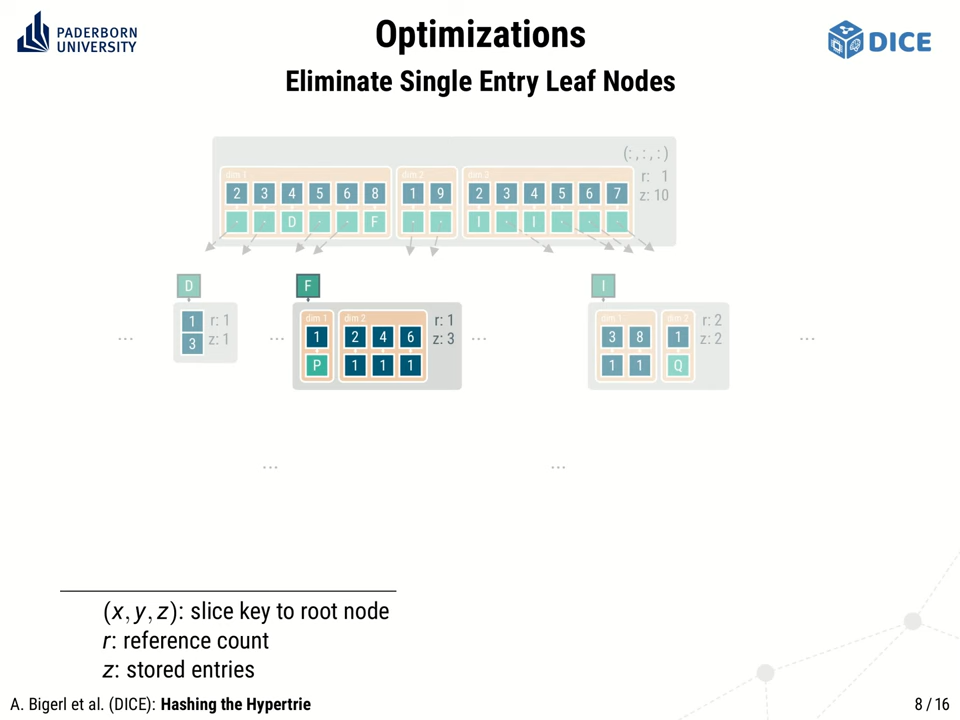 PADERBORN
UNIVERSITY
Optimizations
DICE
Eliminate Single Entry Leaf Nodes
(: , : , : )
dim 1 dim 2 dim 3
r: 1
2 3 4 5 6 8 1 9 2 3 4 5 6 7
z: 10
· · D · · F · · I · I · · ·
D F I
dim 1 dim 2 r: 1
1 r: 1
3 z: 1
... ... 1 2 4 6 z: 3 ...
P 1 1 1
dim 1 dim 2 r: 2
3 8 1 z: 2 ...
1 1 Q
... ...
(x, y, z): slice key to root node
r: reference count
z: stored entries
A. Bigerl et al. (DICE): Hashing the Hypertrie
8 / 16